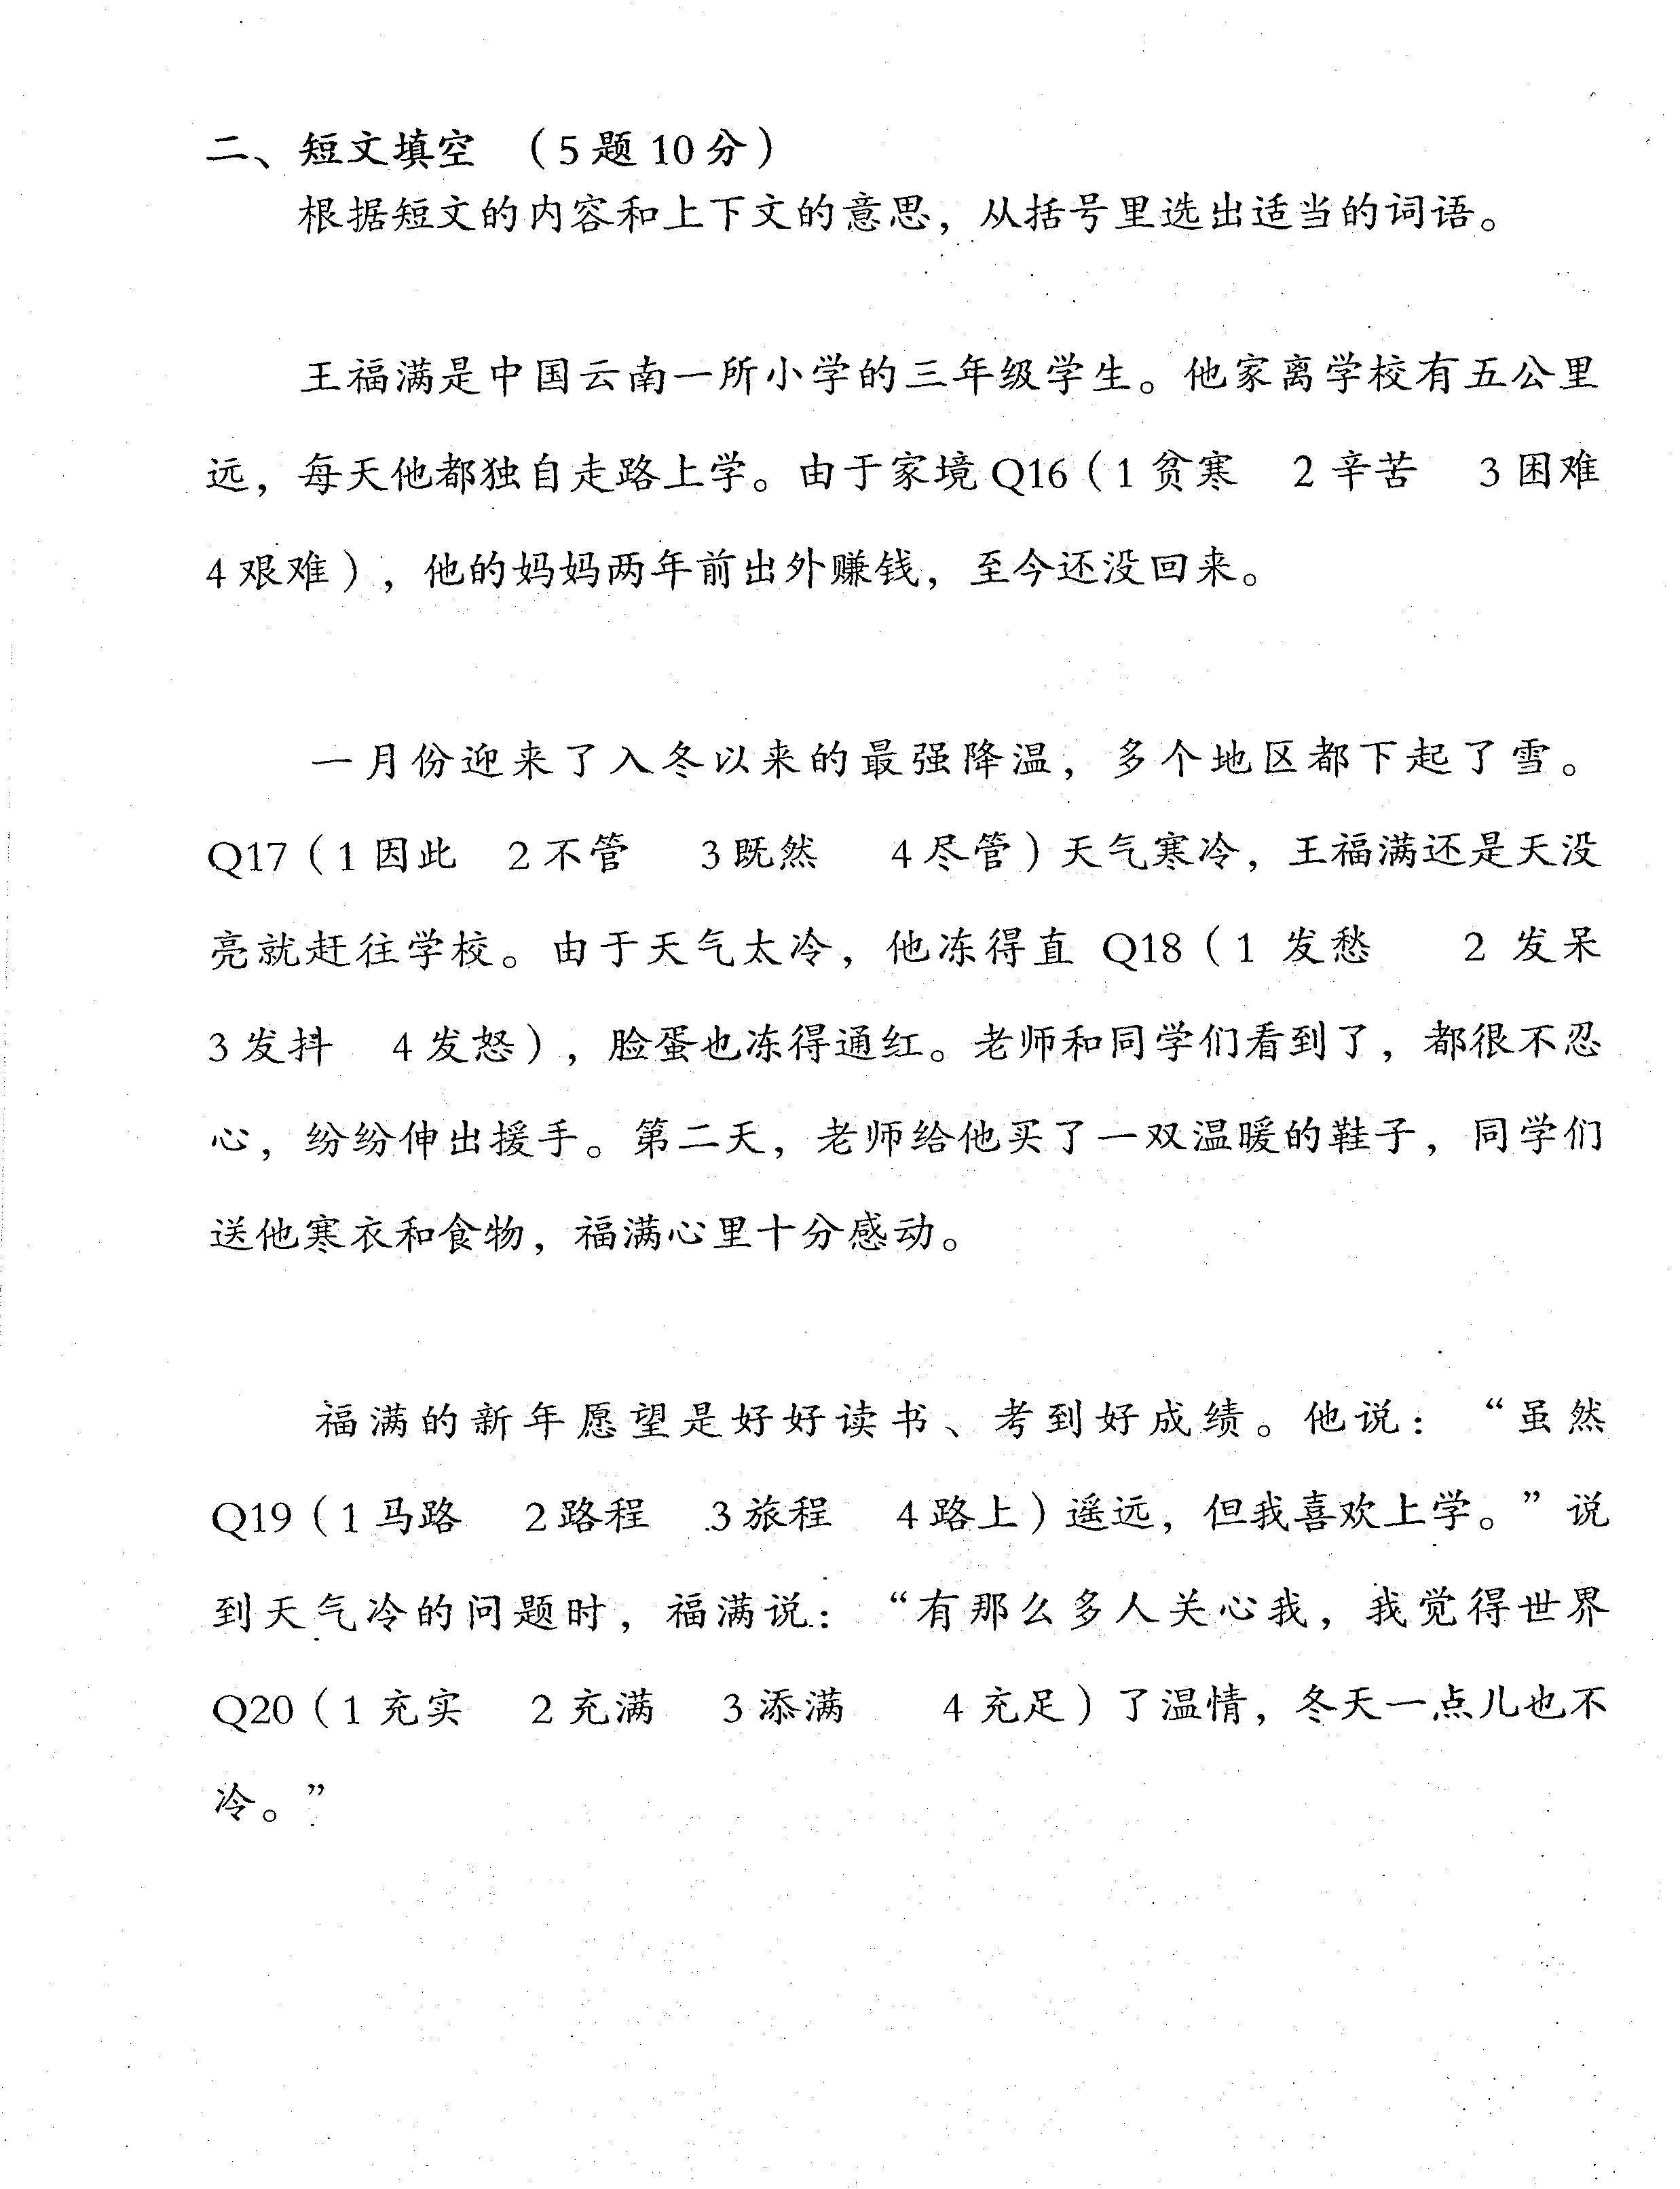 二、短文填空 （5题10分）
根据短文的内容和上下文的意思，从括号里选出适当的词语。
王福满是中国云南一所小学的三年级学生。他家离学校有五公里
远，每天他都独自走路上学。由于家境Q16（1贫寒 2辛苦 3困难
4艰难），他的妈妈两年前出外赚钱，至今还没回来。
一月份迎来了入冬以来的最强降温，多个地区都下起了雪。
Q17（1因此 2不管 3既然 4尽管）天气寒冷，王福满还是天没
亮就赶往学校。由于天气太冷，他冻得直 Q18（1 发愁 2 发呆
3发抖 4发怒），脸蛋也冻得通红。老师和同学们看到了，都很不忍
心，纷纷伸出援手。第二天，老师给他买了一双温暖的鞋子，同学们
送他寒衣和食物，福满心里十分感动。
福满的新年愿望是好好读书、考到好成绩。他说：“虽然
Q19（1马路 2路程 3旅程 4路上）遥远，但我喜欢上学。”说
到天气冷的问题时，福满说：“有那么多人关心我，我觉得世界
Q20（1充实 2充满 3添满 4充足）了温情，冬天一点儿也不
冷。”